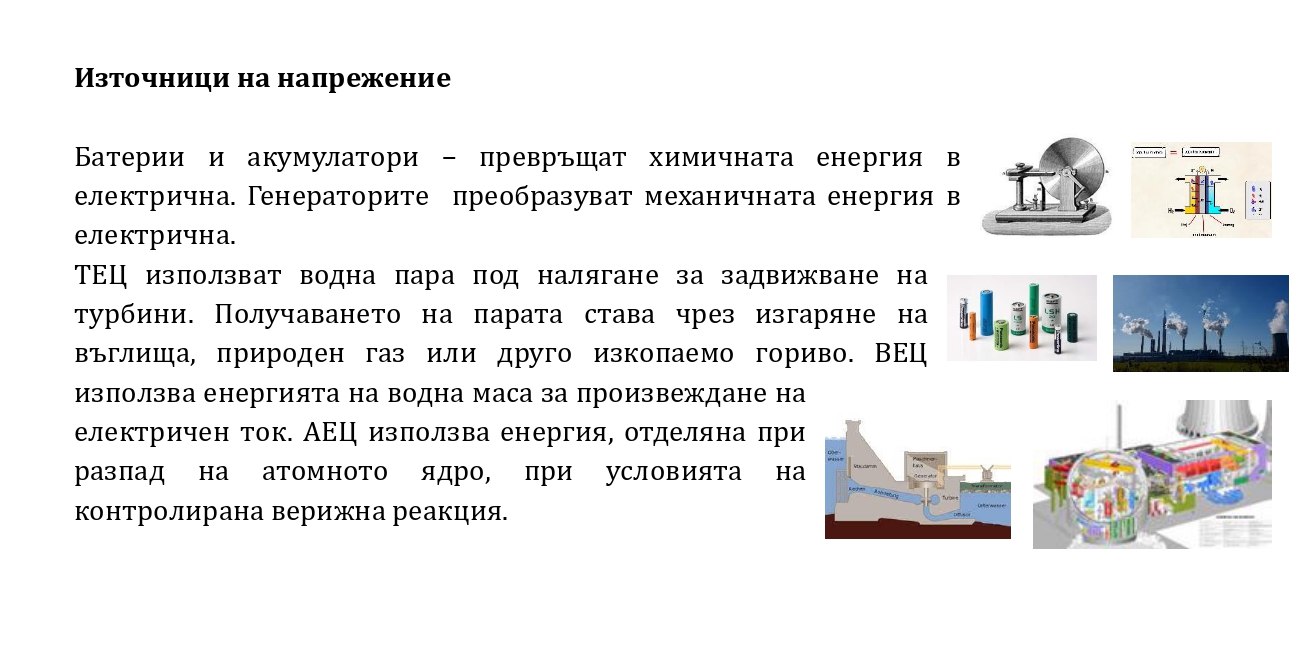 Източници на напрежение
Батерии и акумулатори – превръщат химичната енергия в
електрична. Генераторите преобразуват механичната енергия в
електрична.
ТЕЦ използват водна пара под налягане за задвижване на
турбини. Получаването на парата става чрез изгаряне на
въглища, природен газ или друго изкопаемо гориво. ВЕЦ
използва енергията на водна маса за произвеждане на
електричен ток. АЕЦ използва енергия, отделяна при
разпад на атомното ядро, при условията на
контролирана верижна реакция.